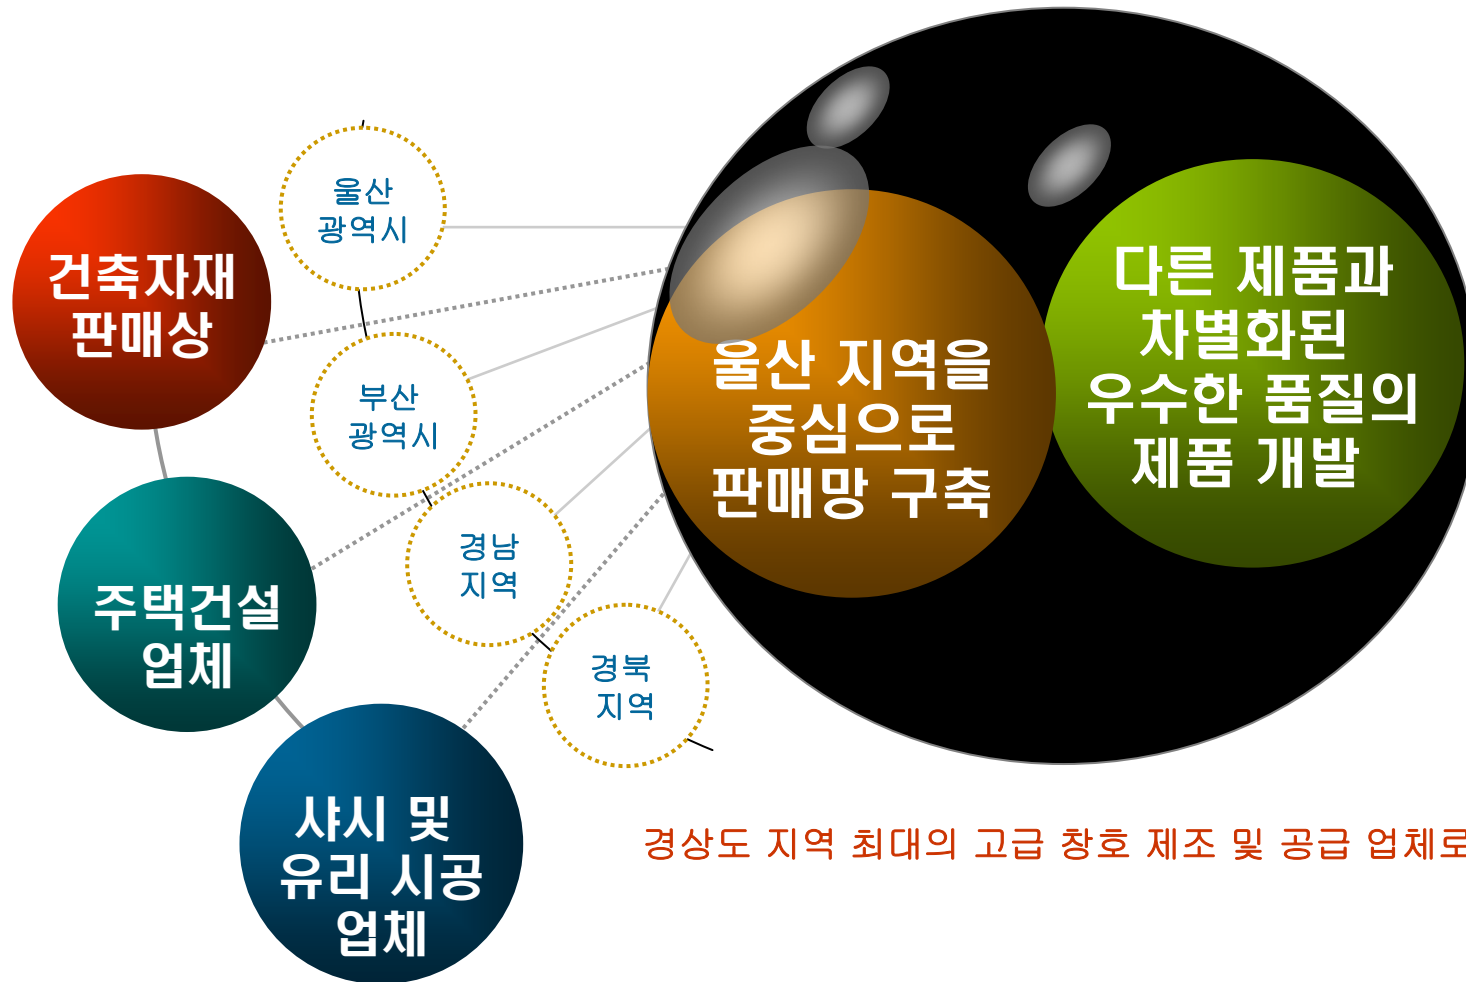 건축자재
판매상
주택건설
업체
샤시 및
유리 시공
업체
울산
광역시
부산
광역시
경남
지역
경북
지역
울산 지역을
중심으로
판매망 구축
다른 제품과
차별화된
우수한 품질의
제품 개발
경상도 지역 최대의 고급 창호 제조 및 공급 업체로